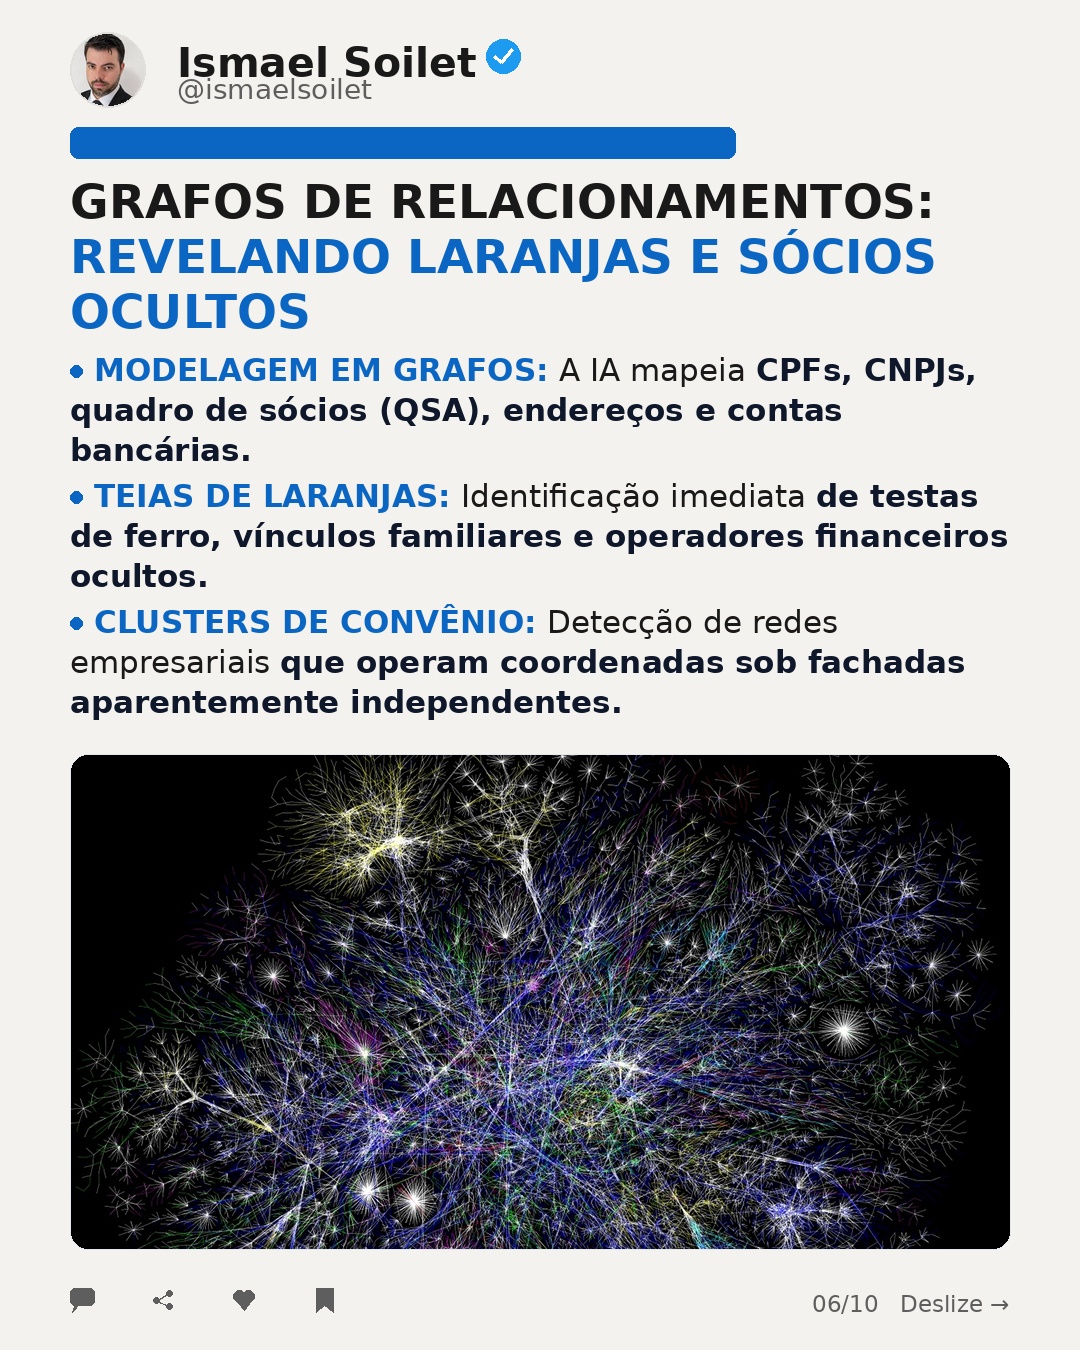 Ismael Soilet
@ismaelsoilet
GRAFOS DE RELACIONAMENTOS:
REVELANDO LARANJAS E SÓCIOS
OCULTOS
• MODELAGEM EM GRAFOS: A IA mapeia CPFs, CNPJs,
quadro de sócios (QSA), endereços e contas
bancárias.
• TEIAS DE LARANJAS: Identificação imediata de testas
de ferro, vínculos familiares e operadores financeiros
ocultos.
• CLUSTERS DE CONVÊNIO: Detecção de redes
empresariais que operam coordenadas sob fachadas
aparentemente independentes.
06/10 Deslize →